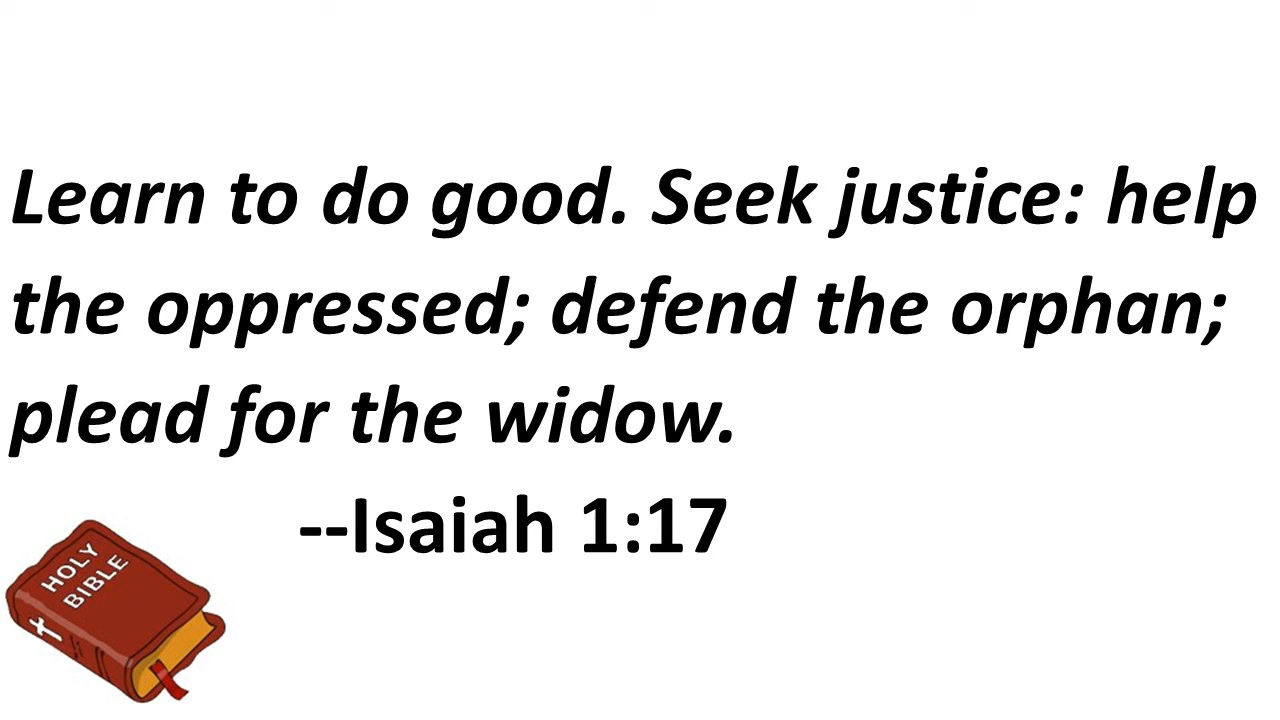 Learn to do good. Seek justice: help
the oppressed; defend the orphan;
plead for the widow.
--Isaiah 1:17
HOLY
BIBLE